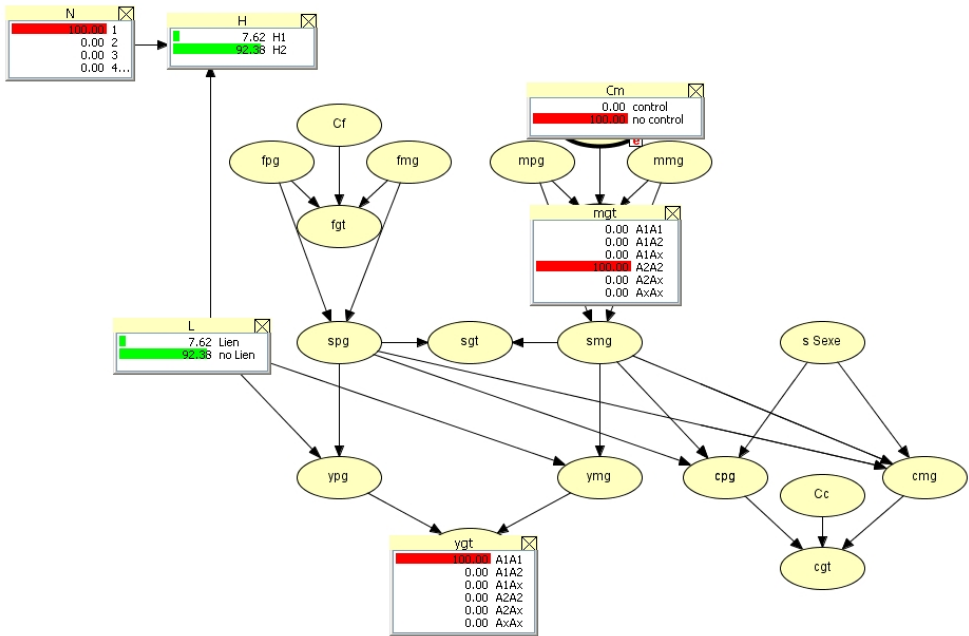 N
100.00 1
0.00 2
0.00 3
0.00 4...
H
7.62 H1
92.38 H2
Cm
0.00 control
100.00 no control
e
Cf
fpg
fmg
mpg
mmg
fgt
mgt
0.00 A1A1
0.00 A1A2
0.00 A1Ax
100.00 A2A2
0.00 A2Ax
0.00 AxAx
L
7.62 Lien
92.38 no Lien
spg
sgt
smg
s Sexe
ypg
ymg
cpg
cmg
Cc
cgt
ygt
100.00 A1A1
0.00 A1A2
0.00 A1Ax
0.00 A2A2
0.00 A2Ax
0.00 AxAx